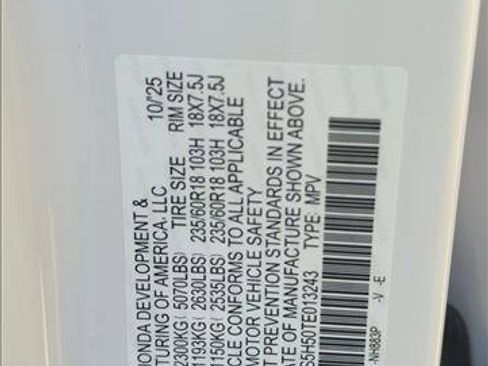 HONDA DEVELOPMENT & 10/'25
TURING OF AMERICA. LLC
TIRE SIZE RIM SIZE
2300KG( 5070LBS)
1193KG( 2630LBS) 235/60R18 103H 18X7.5J
1150KG( 2535LBS) 235/60R18 103H 18X7.5J
CLE CONFORMS TO ALL APPLICABLE
MOTOR VEHICLE SAFETY
T PREVENTION STANDARDS IN EFFECT
ATE OF MANUFACTURE SHOWN ABOVE.
S5H50TE013243 TYPE: MPV
-NH883P -V -E